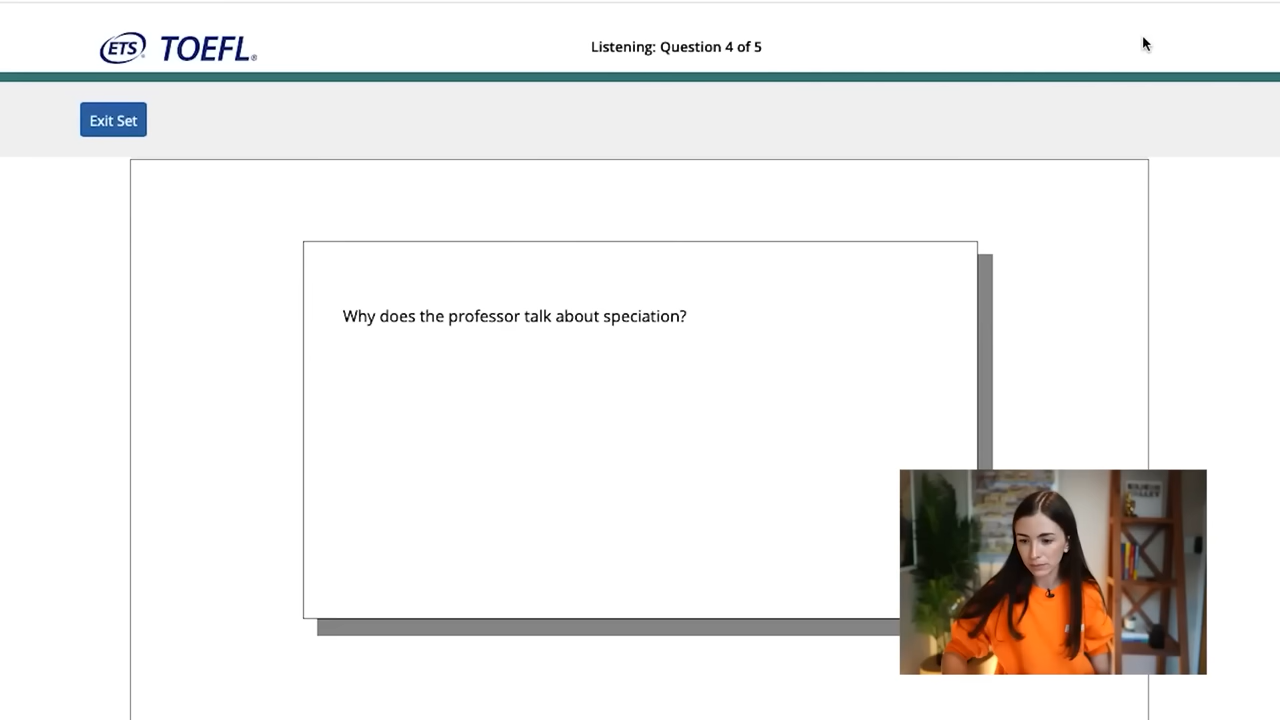 ETS® TOEFL®
Listening: Question 4 of 5
Exit Set
Why does the professor talk about speciation?